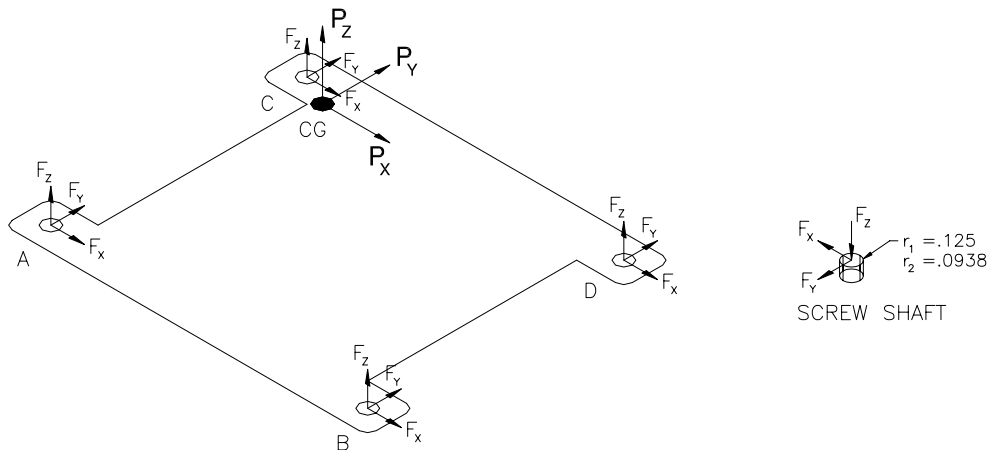 P_Z
F_Z
F_Y
P_Y
F_X
C
CG
P_X
F_Z
F_Y
F_X
A
F_Z
F_Y
F_X
D
F_Z
F_Y
F_X
B
F_Z
F_X
F_Y
r_1 =.125
r_2 =.0938
SCREW SHAFT